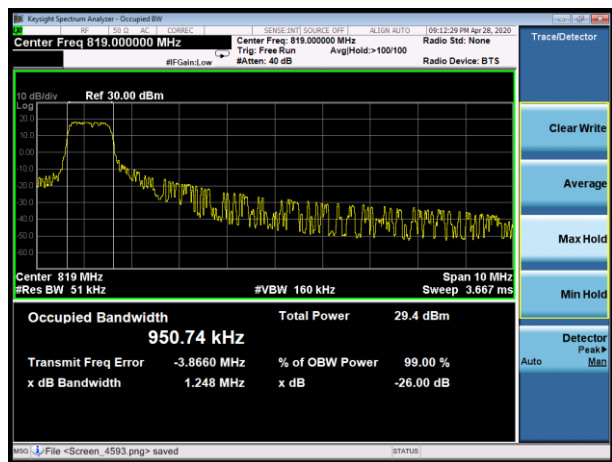 Keysight Spectrum Analyzer - Occupied BW
RF 50 Ω AC CORREC SENSE:INT SOURCE OFF ALIGN AUTO 09:12:29 PM Apr 28, 2020
Center Freq 819.000000 MHz Center Freq: 819.000000 MHz Radio Std: None
Trig: Free Run Avg|Hold:>100/100
#IFGain:Low #Atten: 40 dB Radio Device: BTS
Trace/Detector
Clear Write
Average
Max Hold
Min Hold
Detector
Peak▶
Auto Man
10 dB/div Ref 30.00 dBm
Log
20.0
10.0
0.00
-10.0
-20.0
-30.0
-40.0
-50.0
-60.0
Center 819 MHz Span 10 MHz
#Res BW 51 kHz #VBW 160 kHz Sweep 3.667 ms
Occupied Bandwidth Total Power 29.4 dBm
950.74 kHz
Transmit Freq Error -3.8660 MHz % of OBW Power 99.00 %
x dB Bandwidth 1.248 MHz x dB -26.00 dB
MSG File <Screen_4593.png> saved STATUS